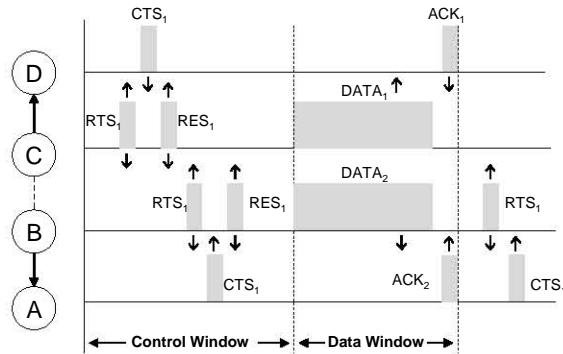 CTS1
ACK1
D
RTS1
RES1
DATA1
C
DATA2
RTS1
RES1
RTS1
B
CTS1
ACK2
A
Control Window
Data Window